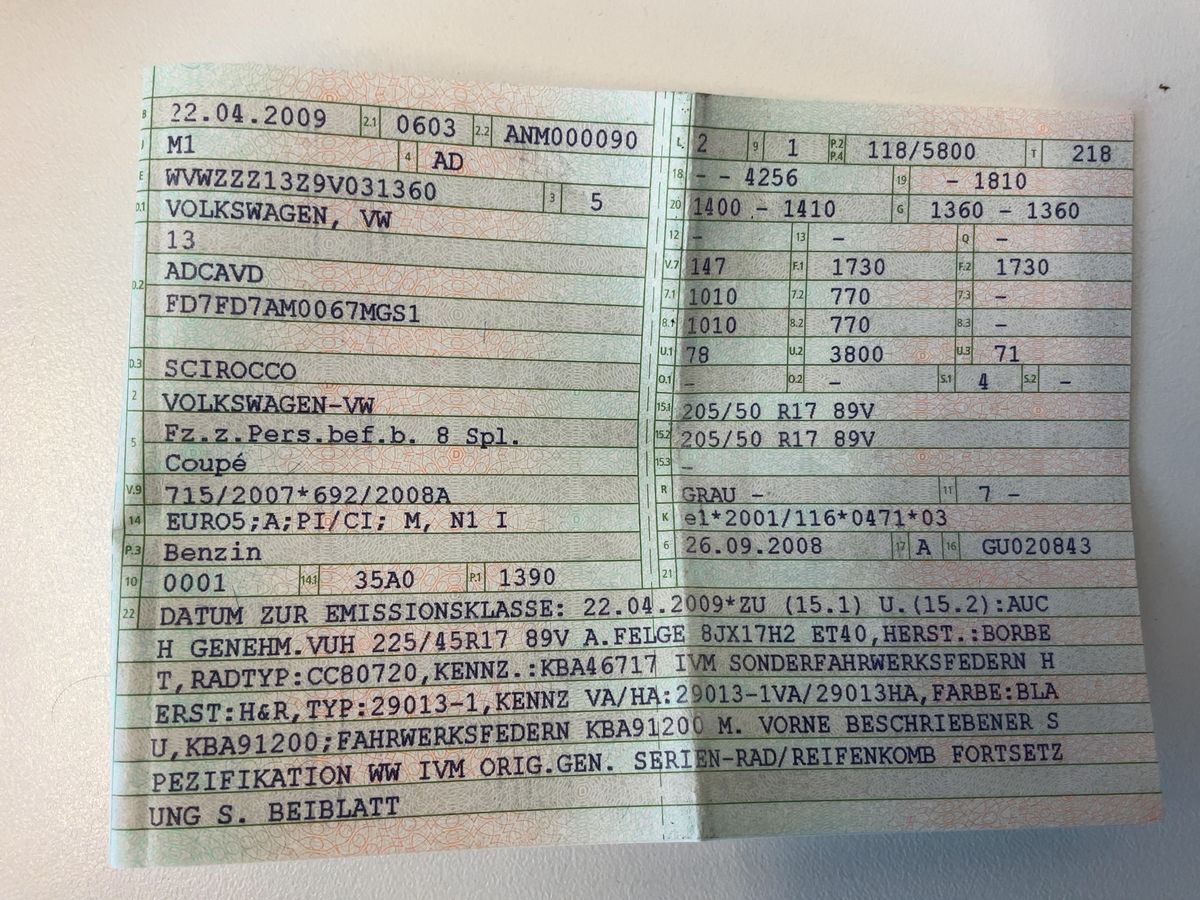 B 22.04.2009 2.1 0603 2.2 ANM000090
J M1 4 AD
E WVWZZZ13Z9V031360 3 5
D.1 VOLKSWAGEN, VW
13
D.2 ADCAVD
FD7FD7AM0067MGS1
D.3 SCIROCCO
2 VOLKSWAGEN-VW
5 Fz.z.Pers.bef.b. 8 Spl.
Coupé
V.9 715/2007*692/2008A
14 EURO5;A;PI/CI; M, N1 I
P.3 Benzin
10 0001 14.1 35A0 P.1 1390
L 2 9 1 P.2 P.4 118/5800 T 218
18 - - 4256 19 - 1810
20 1400 - 1410 G 1360 - 1360
12 - 13 - Q -
V.7 147 F.1 1730 F.2 1730
7.1 1010 7.2 770 7.3 -
8.1 1010 8.2 770 8.3 -
U.1 78 U.2 3800 U.3 71
O.1 - O.2 - S.1 4 S.2 -
15.1 205/50 R17 89V
15.2 205/50 R17 89V
15.3 -
R GRAU - 11 7 -
K e1*2001/116*0471*03
6 26.09.2008 17 A 16 GU020843
21
22 DATUM ZUR EMISSIONSKLASSE: 22.04.2009*ZU (15.1) U.(15.2):AUC
H GENEHM.VUH 225/45R17 89V A.FELGE 8JX17H2 ET40,HERST.:BORBE
T,RADTYP:CC80720,KENNZ.:KBA46717 IVM SONDERFAHRWERKSFEDERN H
ERST:H&R,TYP:29013-1,KENNZ VA/HA:29013-1VA/29013HA,FARBE:BLA
U,KBA91200;FAHRWERKSFEDERN KBA91200 M. VORNE BESCHRIEBENER S
PEZIFIKATION WW IVM ORIG.GEN. SERIEN-RAD/REIFENKOMB FORTSETZ
UNG S. BEIBLATT